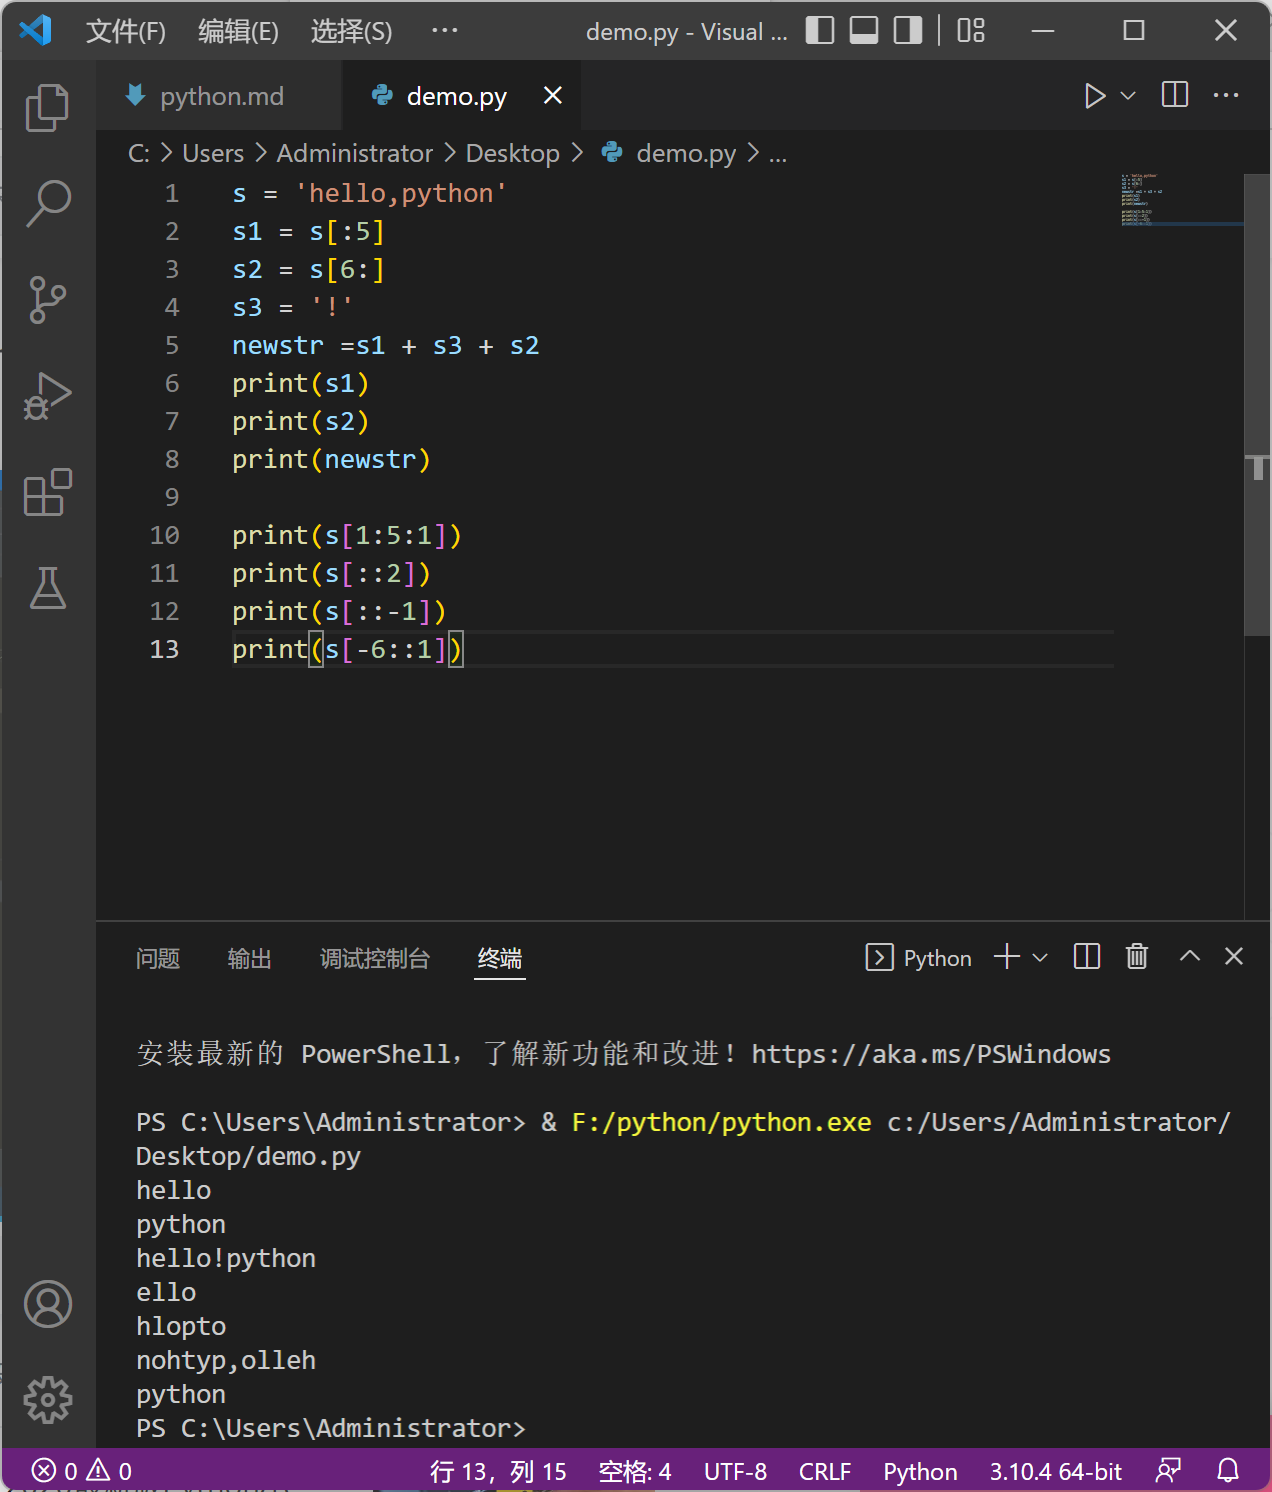 文件(F) 编辑(E) 选择(S) ··· demo.py - Visual ...
python.md demo.py
C: > Users > Administrator > Desktop > demo.py > ...
1 s = 'hello,python'
2 s1 = s[:5]
3 s2 = s[6:]
4 s3 = '!'
5 newstr =s1 + s3 + s2
6 print(s1)
7 print(s2)
8 print(newstr)
9
10 print(s[1:5:1])
11 print(s[::2])
12 print(s[::-1])
13 print(s[-6::1])
问题 输出 调试控制台 终端 Python
安装最新的 PowerShell，了解新功能和改进！https://aka.ms/PSWindows
PS C:\Users\Administrator> & F:/python/python.exe c:/Users/Administrator/
Desktop/demo.py
hello
python
hello!python
ello
hlopto
nohtyp,olleh
python
PS C:\Users\Administrator>
0 0 行 13，列 15 空格: 4 UTF-8 CRLF Python 3.10.4 64-bit